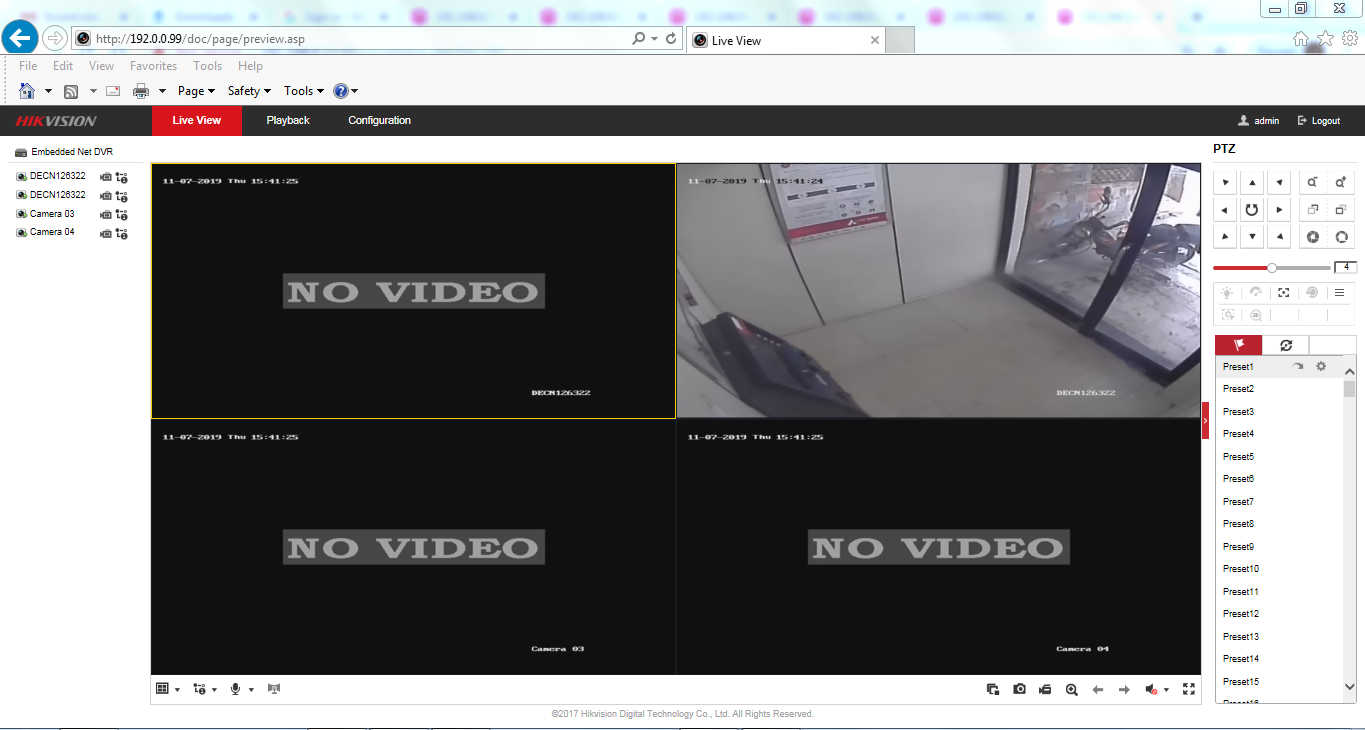 http://192.0.0.99/doc/page/preview.asp
Live View
File Edit View Favorites Tools Help
Page Safety Tools
HIKVISION
Live View Playback Configuration
admin Logout
Embedded Net DVR
DECN126322
DECN126322
Camera 03
Camera 04
11-07-2019 Thu 15:41:25
NO VIDEO
DECN126322
11-07-2019 Thu 15:41:24
DECN126322
11-07-2019 Thu 15:41:25
NO VIDEO
Camera 03
11-07-2019 Thu 15:41:25
NO VIDEO
Camera 04
PTZ
4
Preset1
Preset2
Preset3
Preset4
Preset5
Preset6
Preset7
Preset8
Preset9
Preset10
Preset11
Preset12
Preset13
Preset14
Preset15
©2017 Hikvision Digital Technology Co., Ltd. All Rights Reserved.